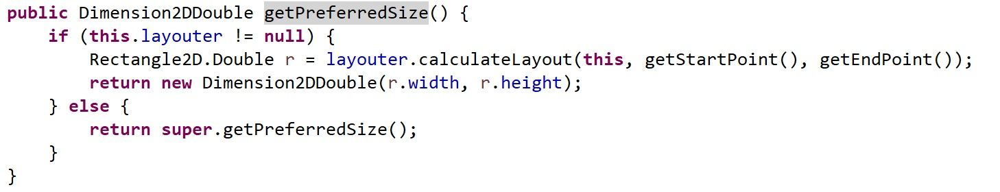 public Dimension2DDouble getPreferredSize() {
    if (this.layouter != null) {
        Rectangle2D.Double r = layouter.calculateLayout(this, getStartPoint(), getEndPoint());
        return new Dimension2DDouble(r.width, r.height);
    } else {
        return super.getPreferredSize();
    }
}